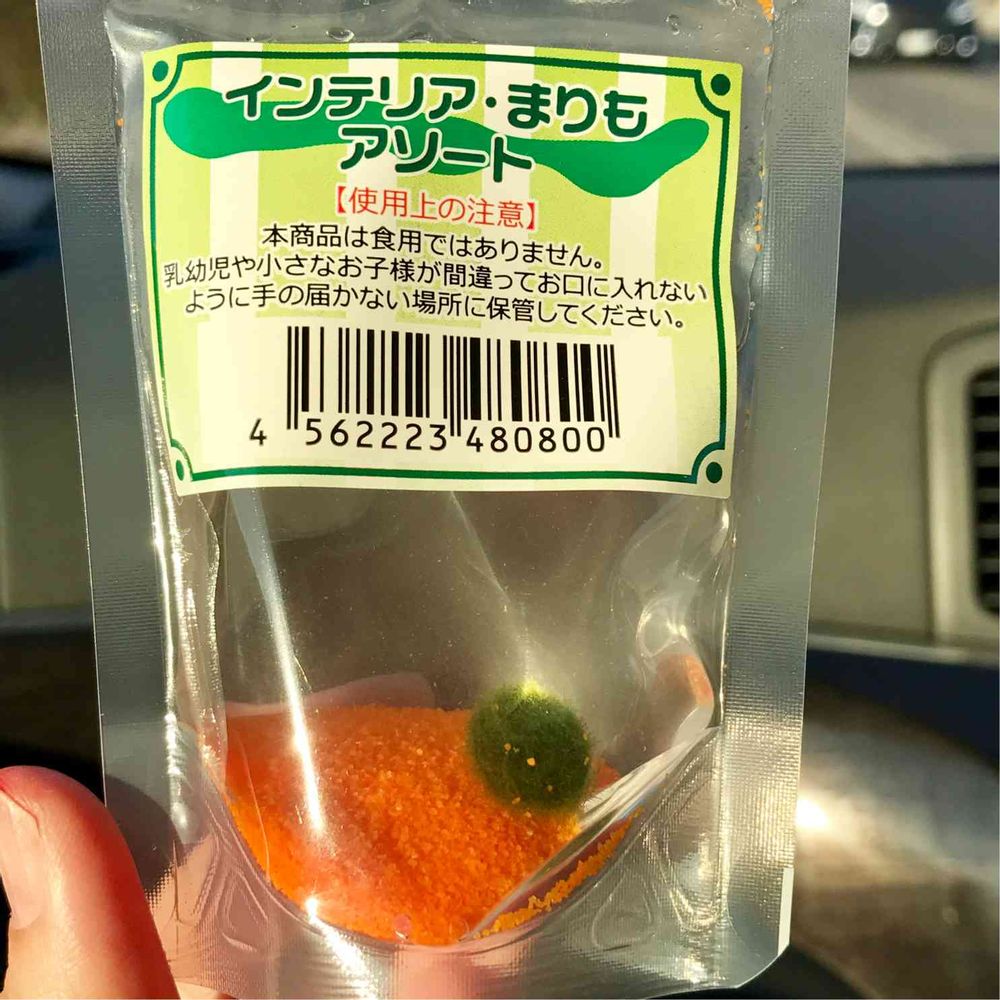 インテリア・まりも
アソート
【使用上の注意】
本商品は食用ではありません。
乳幼児や小さなお子様が間違ってお口に入れない
ように手の届かない場所に保管してください。
4 562223 480800